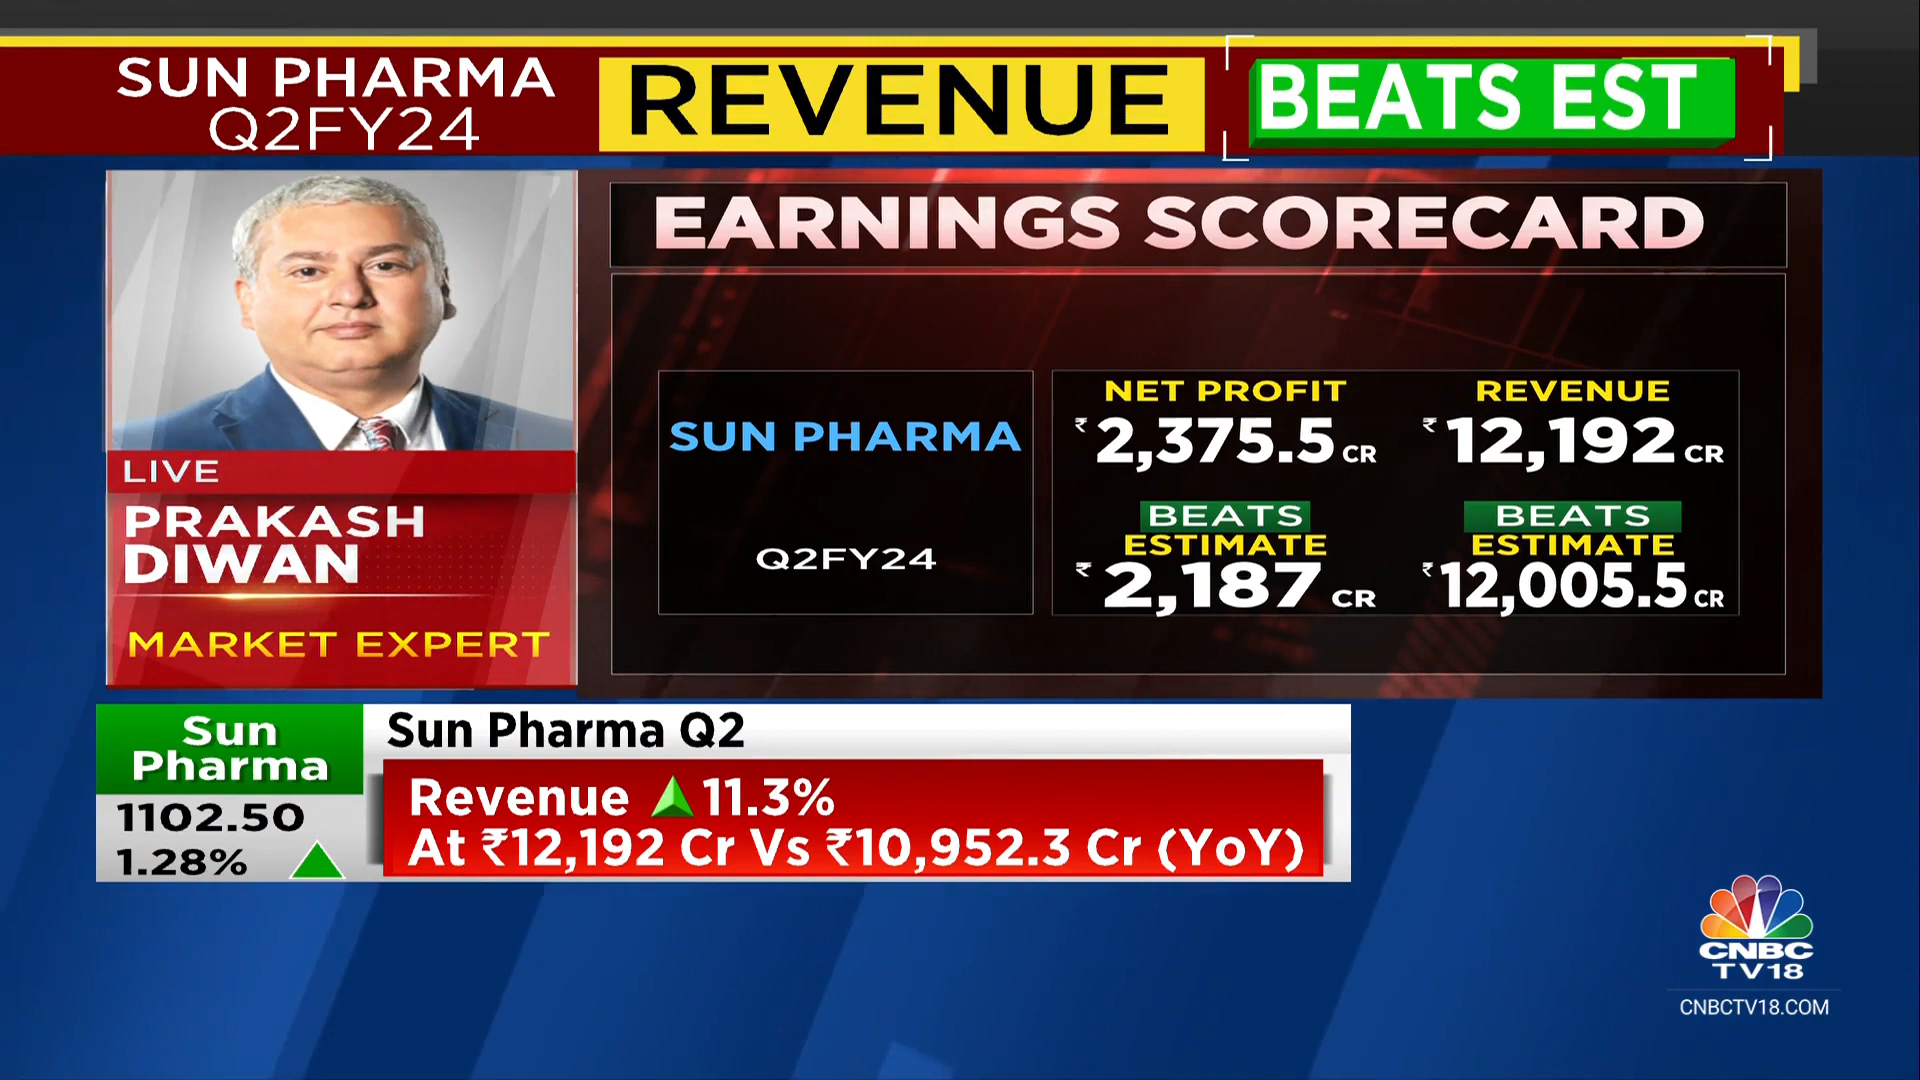 SUN PHARMA
Q2FY24
REVENUE
BEATS EST
EARNINGS SCORECARD
SUN PHARMA
Q2FY24
NET PROFIT
₹2,375.5 CR
BEATS
ESTIMATE
₹2,187 CR
REVENUE
₹12,192 CR
BEATS
ESTIMATE
₹12,005.5 CR
LIVE
PRAKASH
DIWAN
MARKET EXPERT
Sun
Pharma
1102.50
1.28%
Sun Pharma Q2
Revenue ▲ 11.3%
At ₹12,192 Cr Vs ₹10,952.3 Cr (YoY)
CNBC
TV18
CNBCTV18.COM